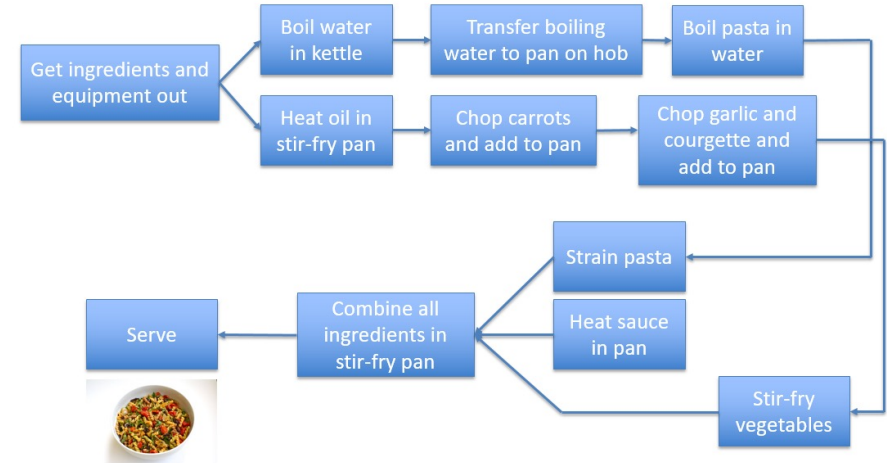 Get ingredients and
equipment out
Boil water
in kettle
Transfer boiling
water to pan on hob
Boil pasta in
water
Heat oil in
stir-fry pan
Chop carrots
and add to pan
Chop garlic and
courgette and
add to pan
Strain pasta
Heat sauce
in pan
Stir-fry
vegetables
Combine all
ingredients in
stir-fry pan
Serve